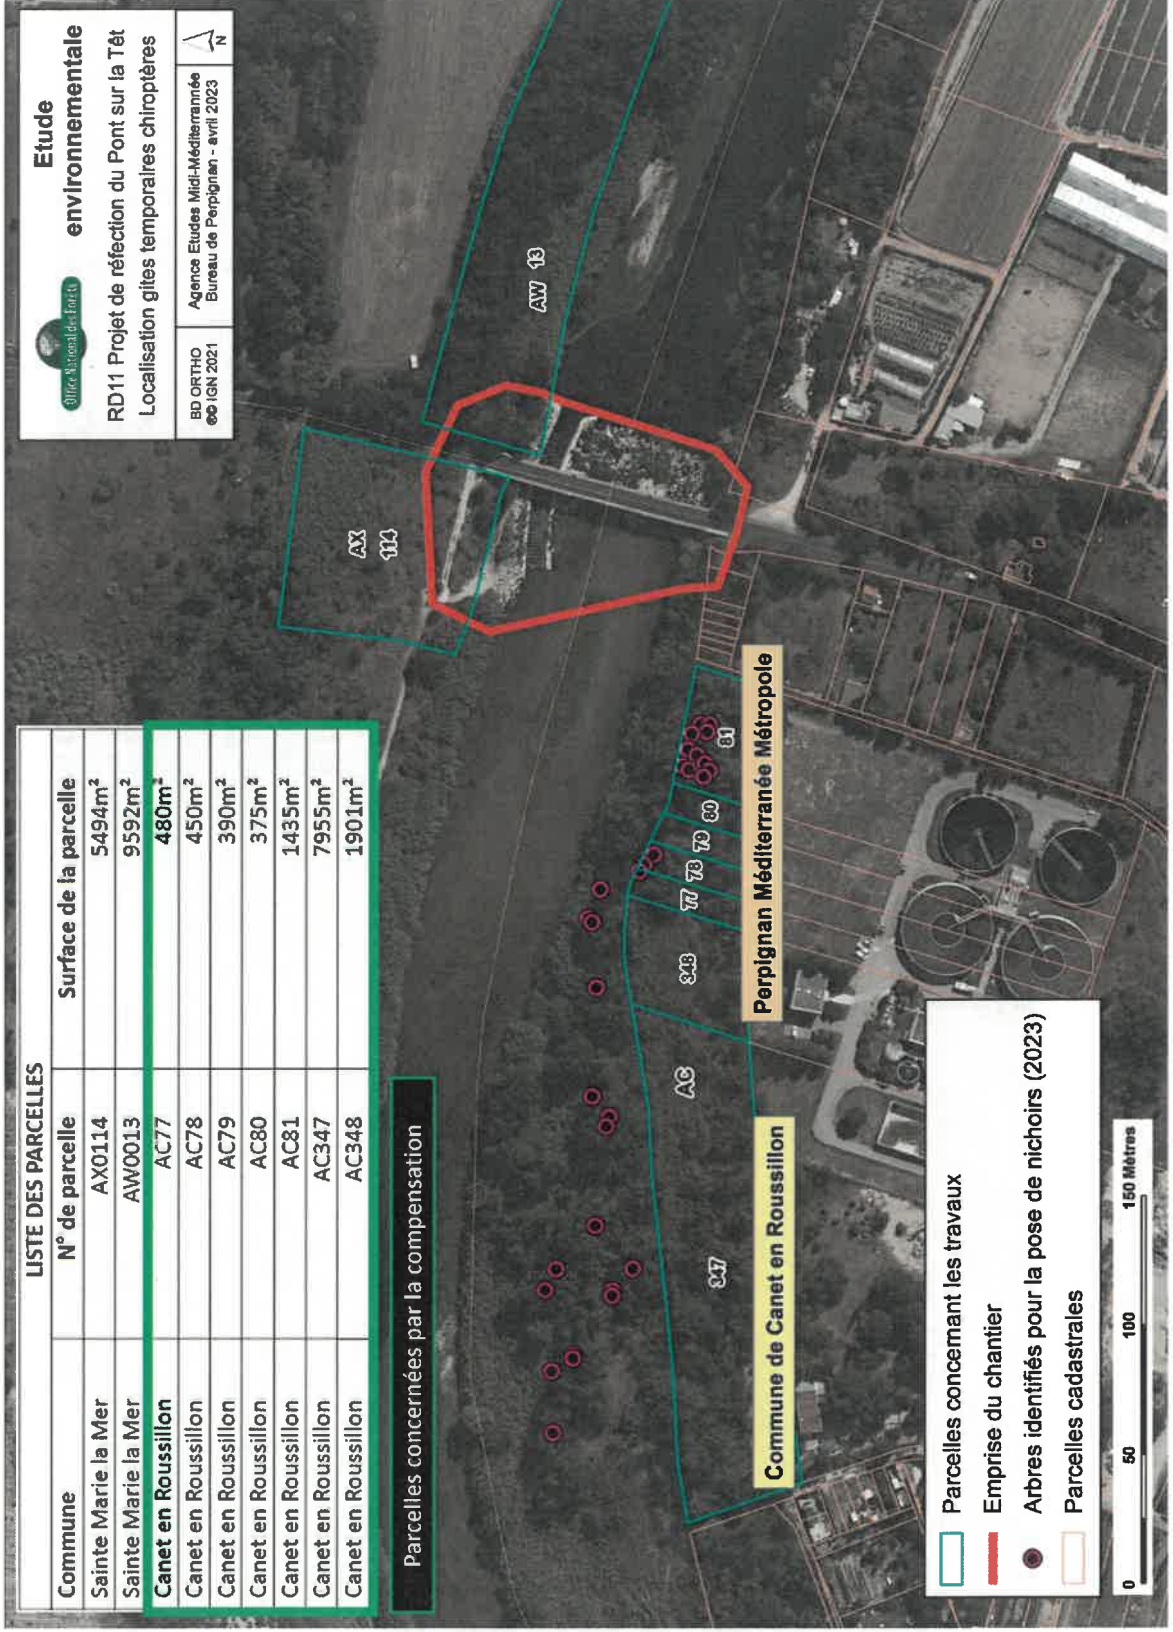 LISTE DES PARCELLES
Commune N° de parcelle Surface de la parcelle
Sainte Marie la Mer AX0114 5494m²
Sainte Marie la Mer AW0013 9592m²
Canet en Roussillon AC77 480m²
Canet en Roussillon AC78 450m²
Canet en Roussillon AC79 390m²
Canet en Roussillon AC80 375m²
Canet en Roussillon AC81 1435m²
Canet en Roussillon AC347 7955m²
Canet en Roussillon AC348 1901m²
Parcelles concernées par la compensation
Office National des Forêts
Etude
environnementale
RD11 Projet de réfection du Pont sur la Têt
Localisation gites temporaires chiroptères
BD ORTHO
©© IGN 2021
Agence Etudes Midi-Méditerrannée
Bureau de Perpignan - avril 2023
N
AX
114
AW 13
347
AC
348
77
78
79
80
81
Commune de Canet en Roussillon
Perpignan Méditerranée Métropole
Parcelles concernant les travaux
Emprise du chantier
Arbres identifiés pour la pose de nichoirs (2023)
Parcelles cadastrales
0 50 100 150 Mètres